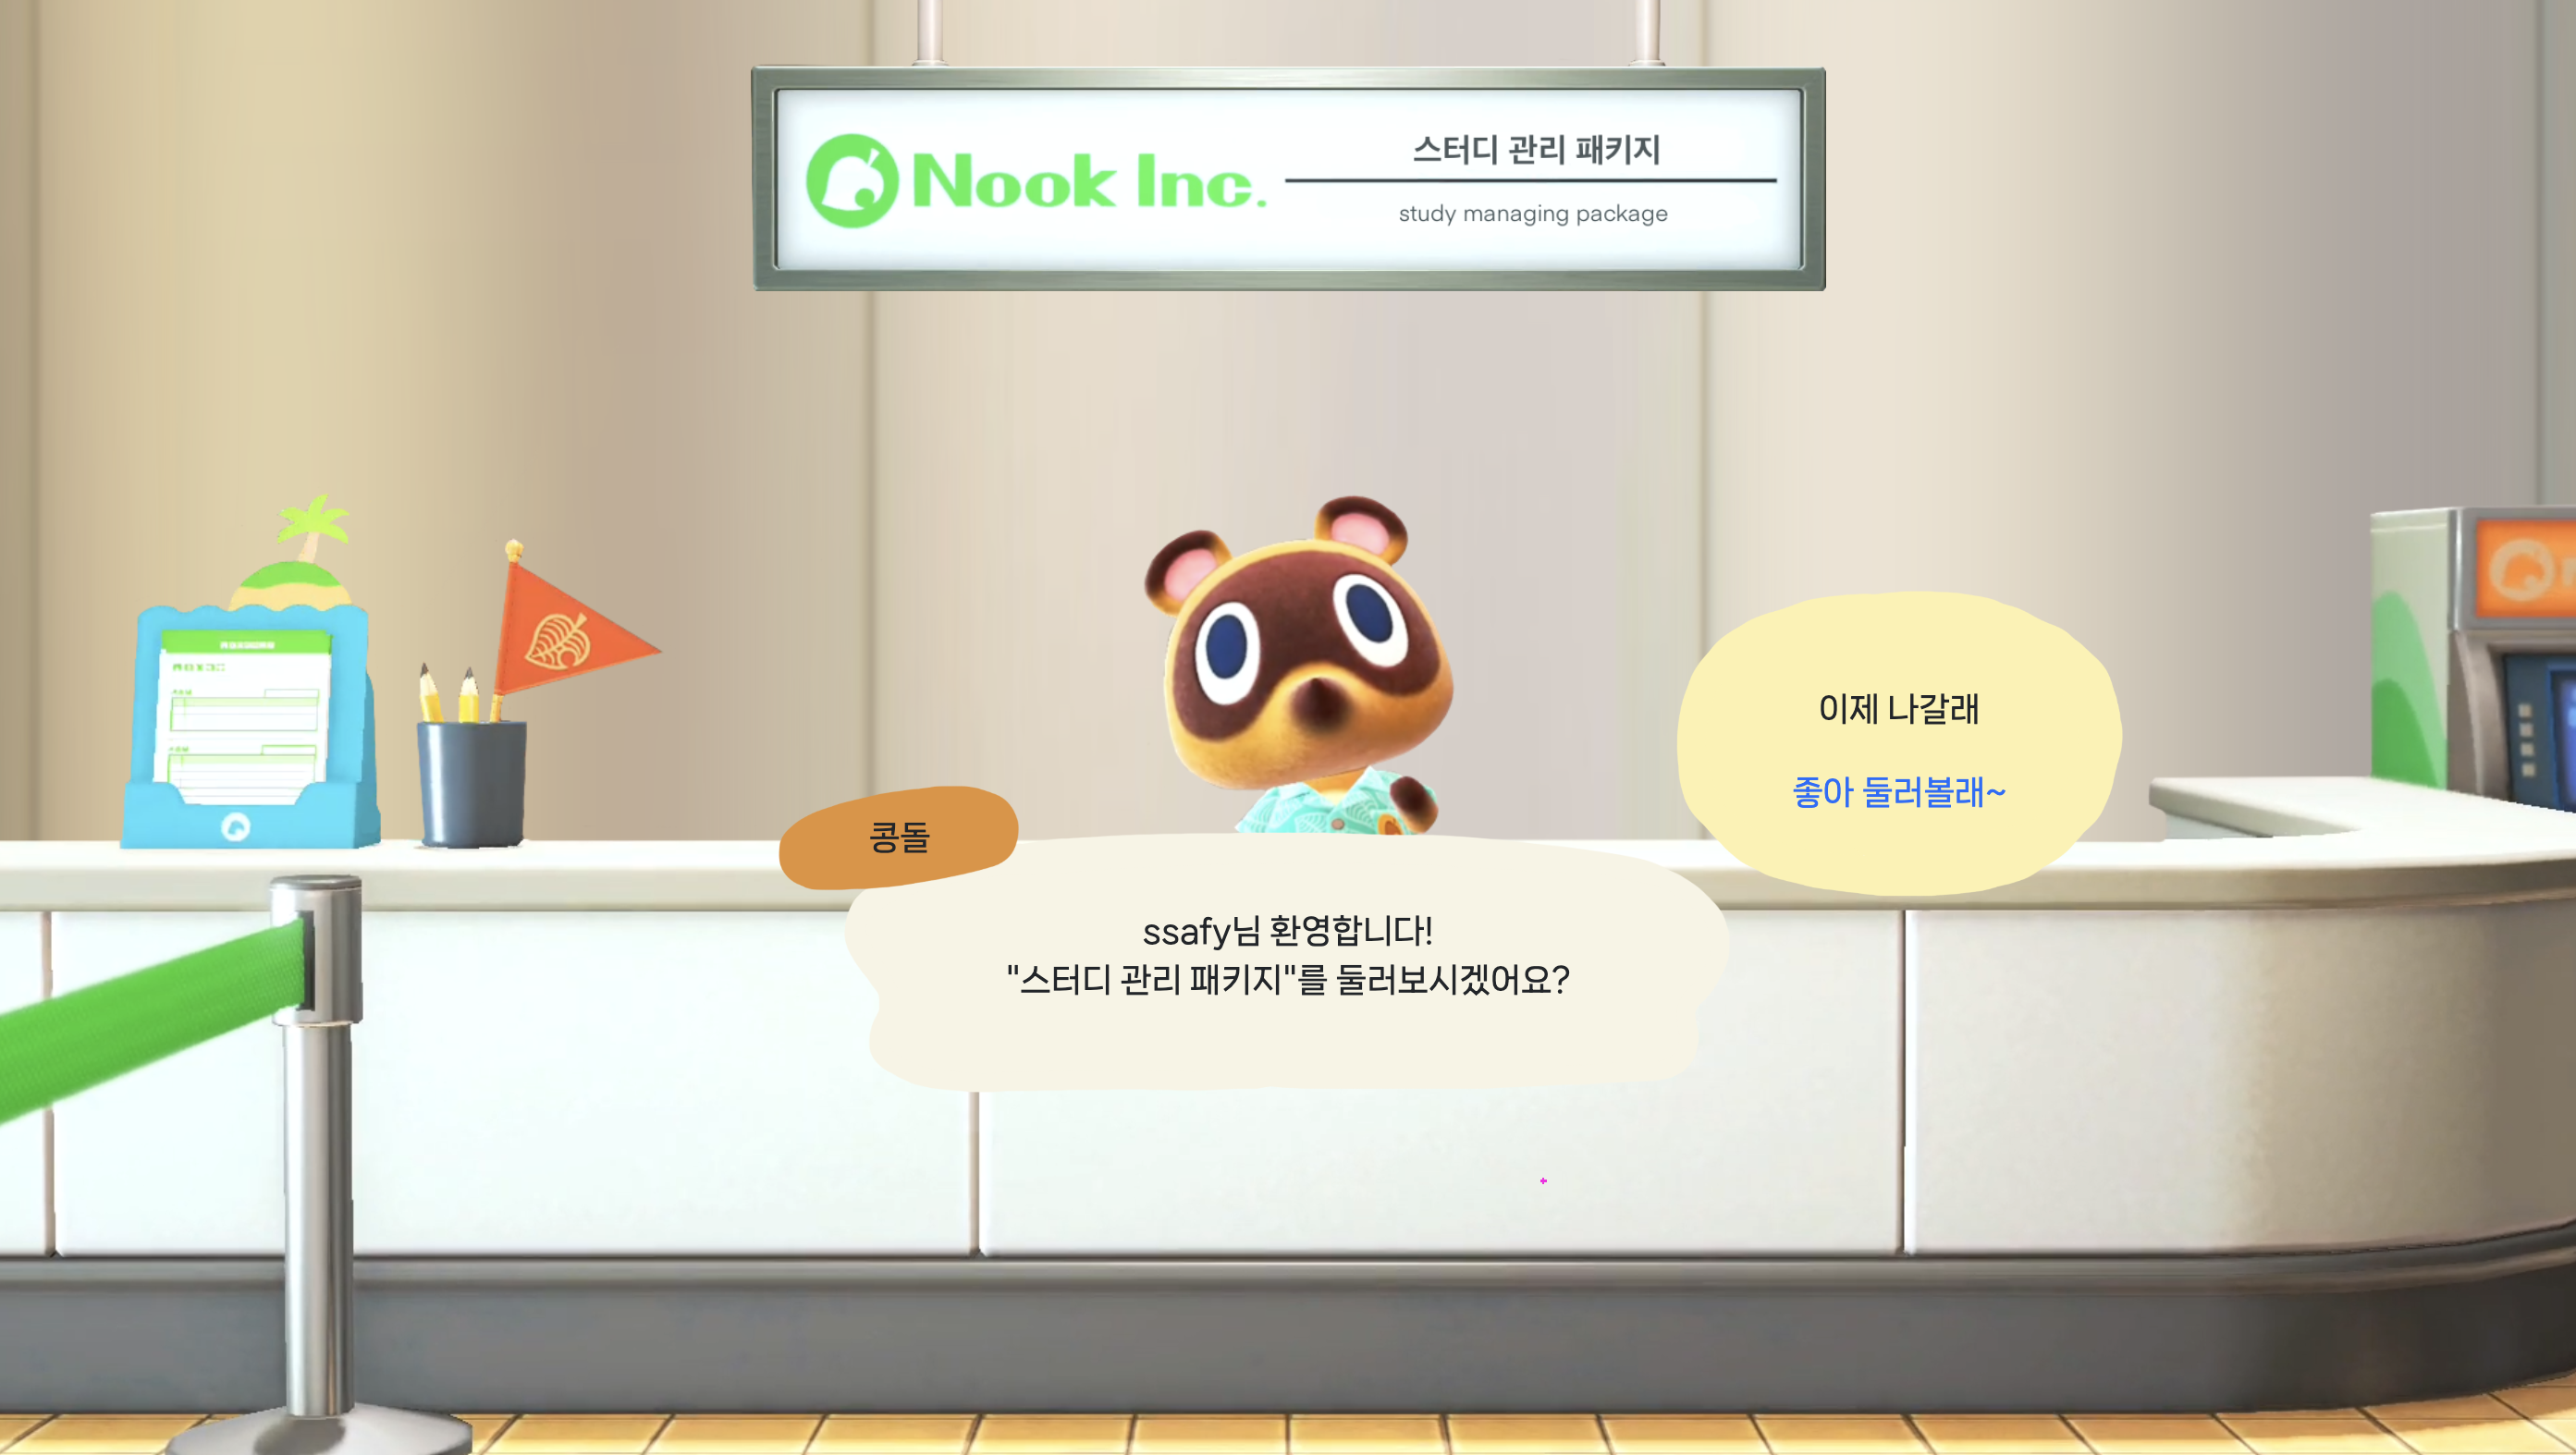 Nook Inc.
스터디 관리 패키지
study managing package
이제 나갈래
좋아 둘러볼래~
콩돌
ssafy님 환영합니다!
"스터디 관리 패키지"를 둘러보시겠어요?